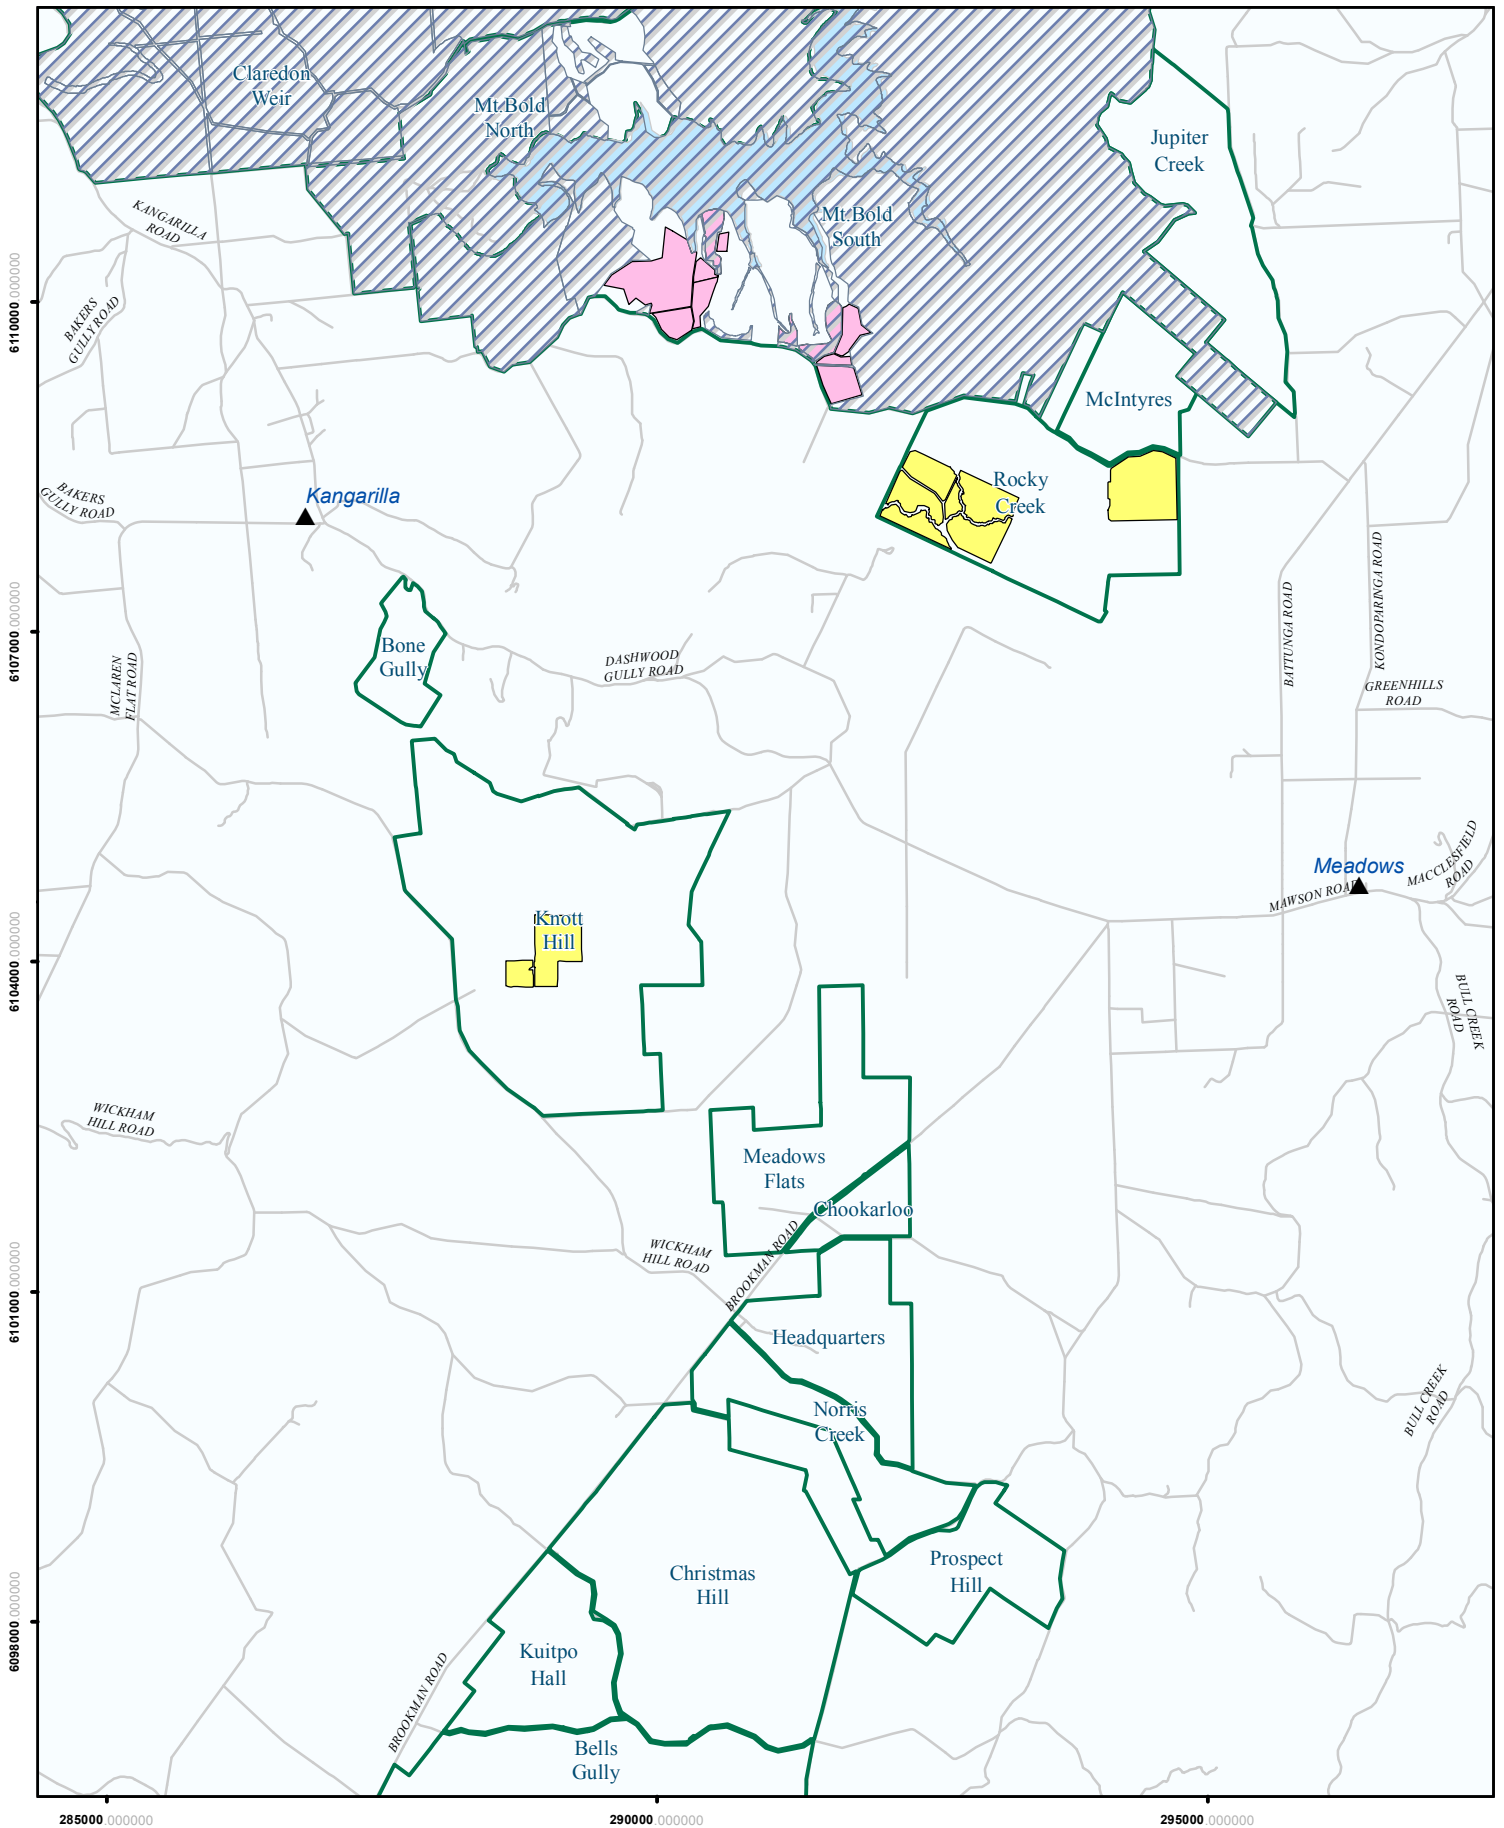 Claredon
Weir
Mt.Bold
North
Jupiter
Creek
KANGARILLA
ROAD
Mt.Bold
South
6110000.000000
BAKERS
GULLY ROAD
McIntyres
Rocky
Creek
BAKERS
GULLY ROAD
Kangarilla
KONDOPARINGA ROAD
BATTUNGA ROAD
6107000.000000
Bone
Gully
MCLAREN
FLAT ROAD
DASHWOOD
GULLY ROAD
GREENHILLS
ROAD
MACCLESFIELD
ROAD
Meadows
MAWSON ROAD
Knott
Hill
6104000.000000
BULL CREEK
ROAD
WICKHAM
HILL ROAD
Meadows
Flats
Chookarloo
WICKHAM
HILL ROAD
BROOKMAN ROAD
6101000.000000
Headquarters
BULL CREEK
ROAD
Norris
Creek
Prospect
Hill
Christmas
Hill
6098000.000000
Kuitpo
Hall
BROOKMAN ROAD
Bells
Gully
285000.000000
290000.000000
295000.000000